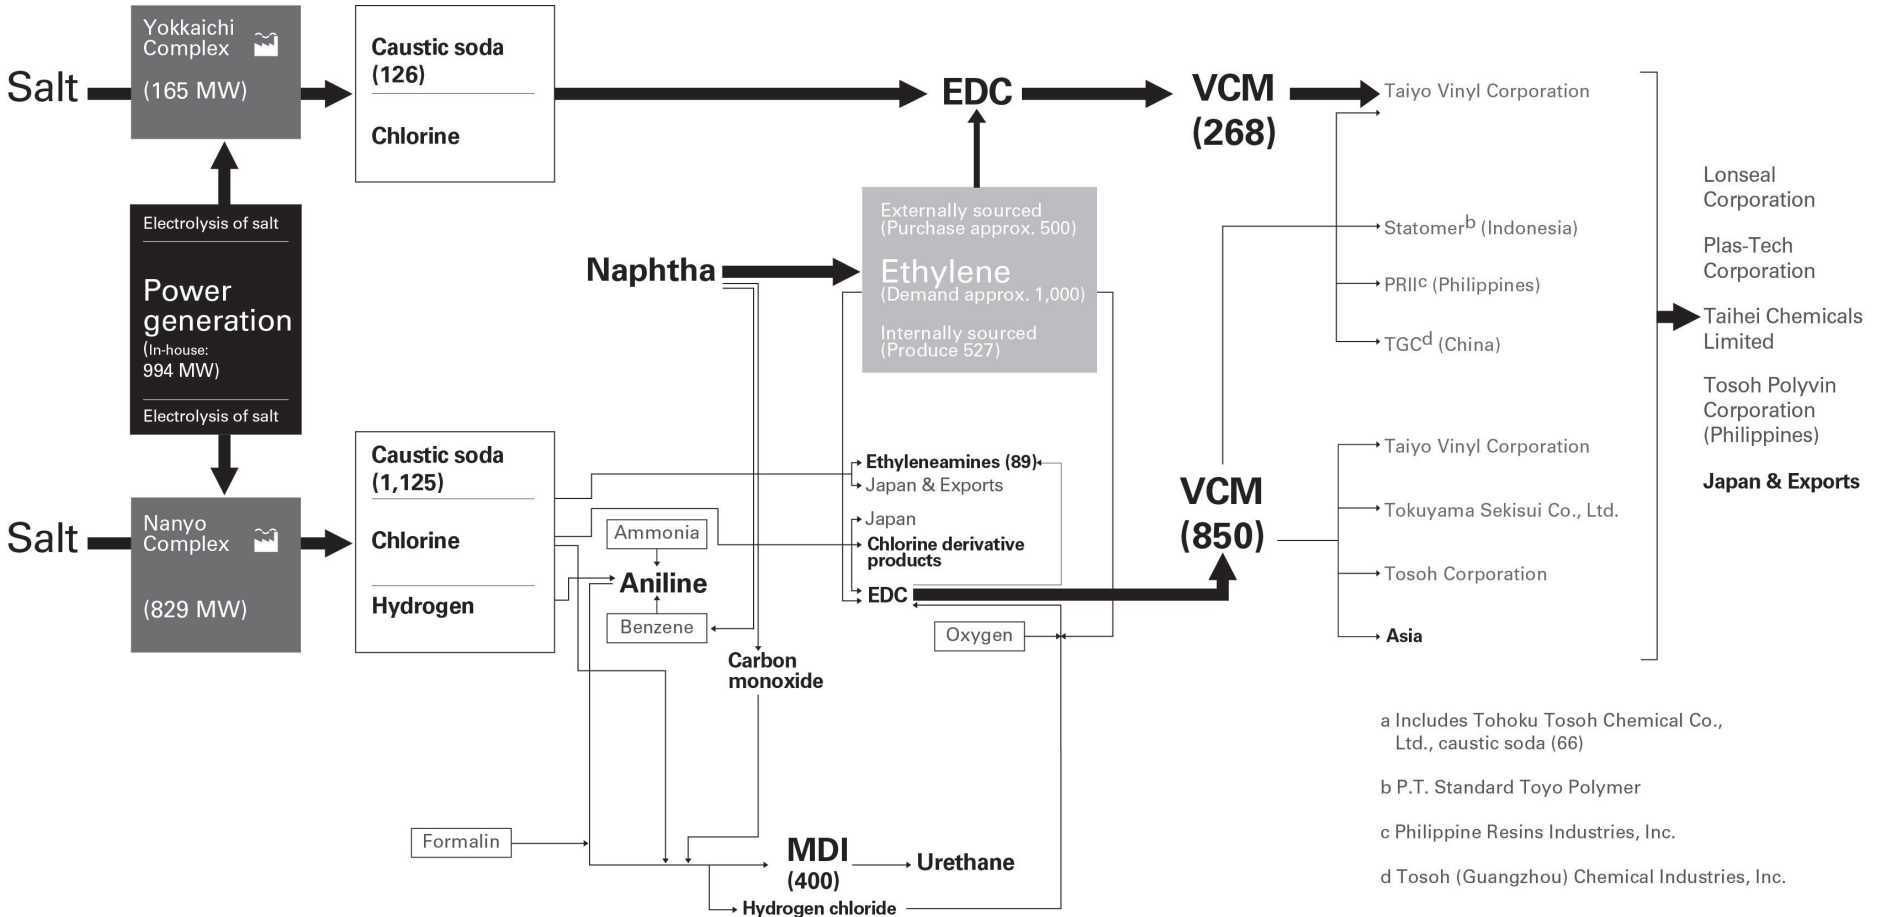 Yokkaichi
Complex
(165 MW)
Salt
Caustic soda
(126)
Chlorine
EDC
VCM
(268)
Taiyo Vinyl Corporation
Electrolysis of salt
Power
generation
(In-house:
994 MW)
Electrolysis of salt
Naphtha
Externally sourced
(Purchase approx. 500)
Ethylene
(Demand approx. 1,000)
Internally sourced
(Produce 527)
Statomerb (Indonesia)
PRIIc (Philippines)
TGCd (China)
Lonseal
Corporation
Plas-Tech
Corporation
Taihei Chemicals
Limited
Tosoh Polyvin
Corporation
(Philippines)
Japan & Exports
Salt
Nanyo
Complex
(829 MW)
Caustic soda
(1,125)
Chlorine
Hydrogen
Ammonia
Aniline
Benzene
Carbon
monoxide
Ethyleneamines (89)
Japan & Exports
Japan
Chlorine derivative
products
EDC
Oxygen
VCM
(850)
Taiyo Vinyl Corporation
Tokuyama Sekisui Co., Ltd.
Tosoh Corporation
Asia
Formalin
MDI
(400)
Urethane
Hydrogen chloride
a Includes Tohoku Tosoh Chemical Co.,
Ltd., caustic soda (66)
b P.T. Standard Toyo Polymer
c Philippine Resins Industries, Inc.
d Tosoh (Guangzhou) Chemical Industries, Inc.